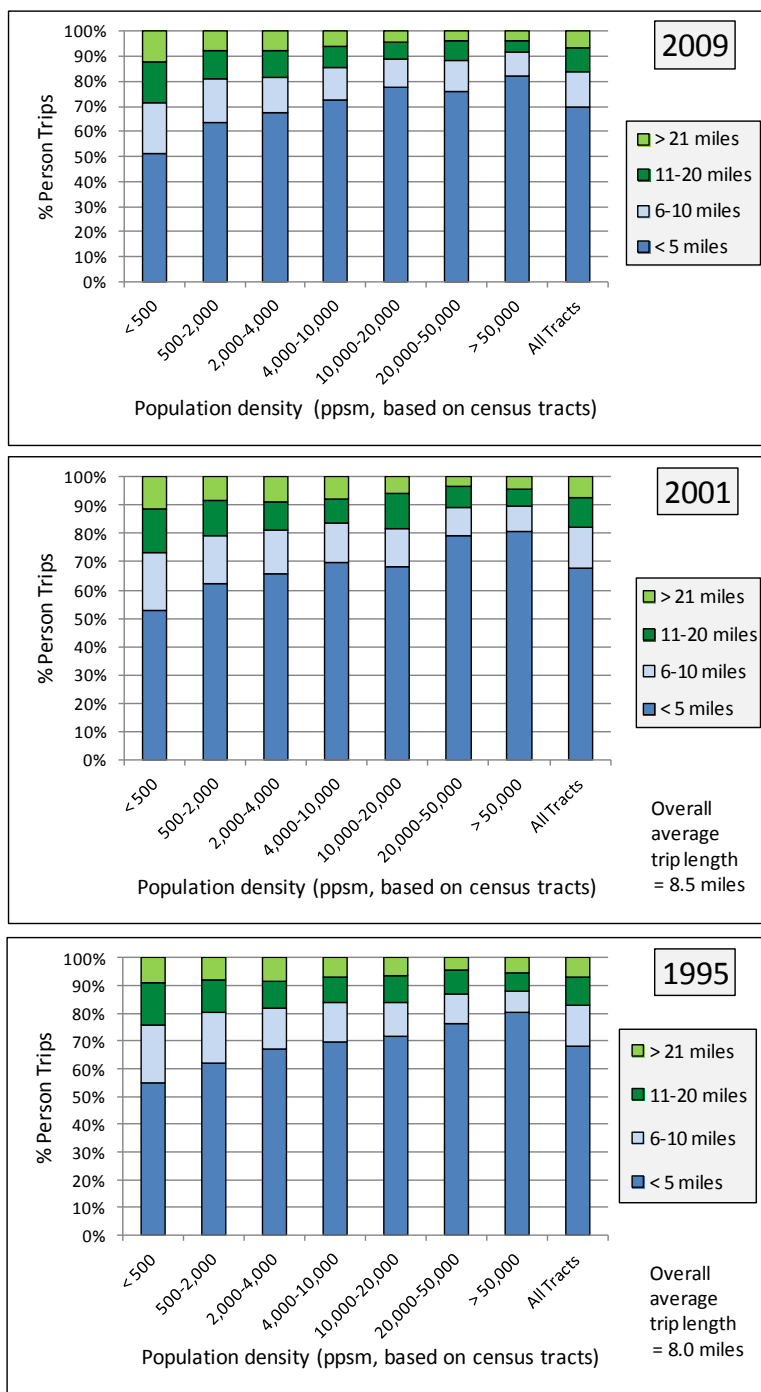 2009
100%
90%
80%
70%
60%
50%
40%
30%
20%
10%
0%
% Person Trips
> 21 miles
11-20 miles
6-10 miles
< 5 miles
< 500
500-2,000
2,000-4,000
4,000-10,000
10,000-20,000
20,000-50,000
> 50,000
All Tracts
Population density (ppsm, based on census tracts)
2001
100%
90%
80%
70%
60%
50%
40%
30%
20%
10%
0%
% Person Trips
> 21 miles
11-20 miles
6-10 miles
< 5 miles
< 500
500-2,000
2,000-4,000
4,000-10,000
10,000-20,000
20,000-50,000
> 50,000
All Tracts
Population density (ppsm, based on census tracts)
Overall
average
trip length
= 8.5 miles
1995
100%
90%
80%
70%
60%
50%
40%
30%
20%
10%
0%
% Person Trips
> 21 miles
11-20 miles
6-10 miles
< 5 miles
< 500
500-2,000
2,000-4,000
4,000-10,000
10,000-20,000
20,000-50,000
> 50,000
All Tracts
Population density (ppsm, based on census tracts)
Overall
average
trip length
= 8.0 miles